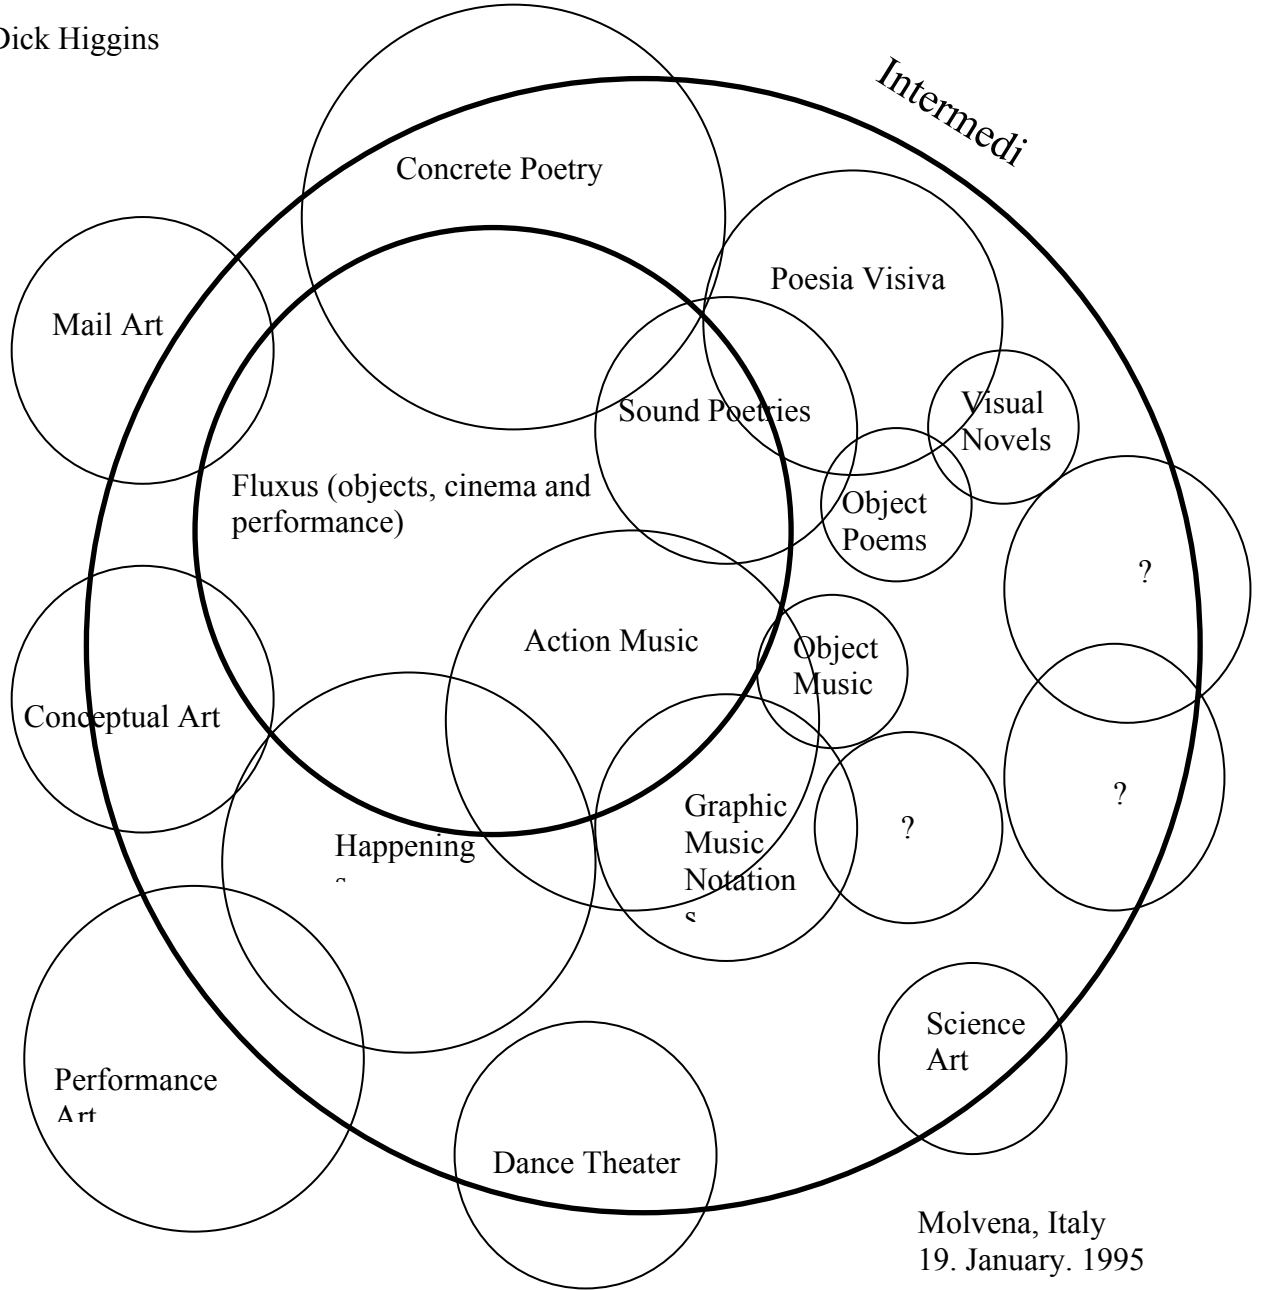 Dick Higgins
Intermedi
Concrete Poetry
Poesia Visiva
Mail Art
Sound Poetries
Visual
Novels
Fluxus (objects, cinema and
performance)
Object
Poems
?
Action Music
Object
Music
Conceptual Art
?
Graphic
Music
Notation
s
?
Happening
s
Science
Art
Performance
Art
Dance Theater
Molvena, Italy
19. January. 1995